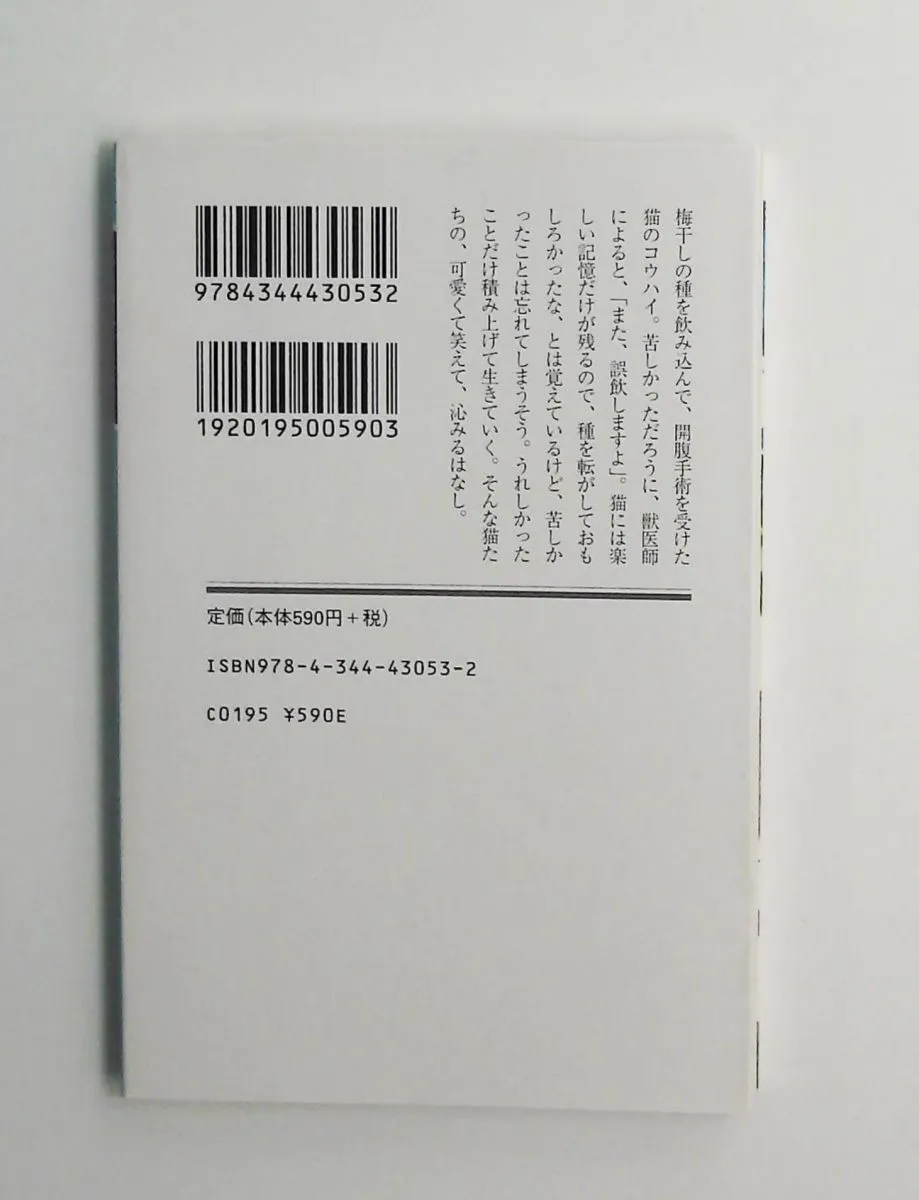 梅干しの種を飲み込んで、開腹手術を受けた
猫のコウハイ。苦しかっただろうに、獣医師
によると、「また、誤飲しますよ」。猫には楽
しい記憶だけが残るので、種を転がしておも
しろかったな、とは覚えているけど、苦しか
ったことは忘れてしまうそう。うれしかった
ことだけ積み上げて生きていく。そんな猫た
ちの、可愛くて笑えて、沁みるはなし。
9784344430532
1920195005903
定価(本体590円+税)
ISBN978-4-344-43053-2
C0195 ¥590E